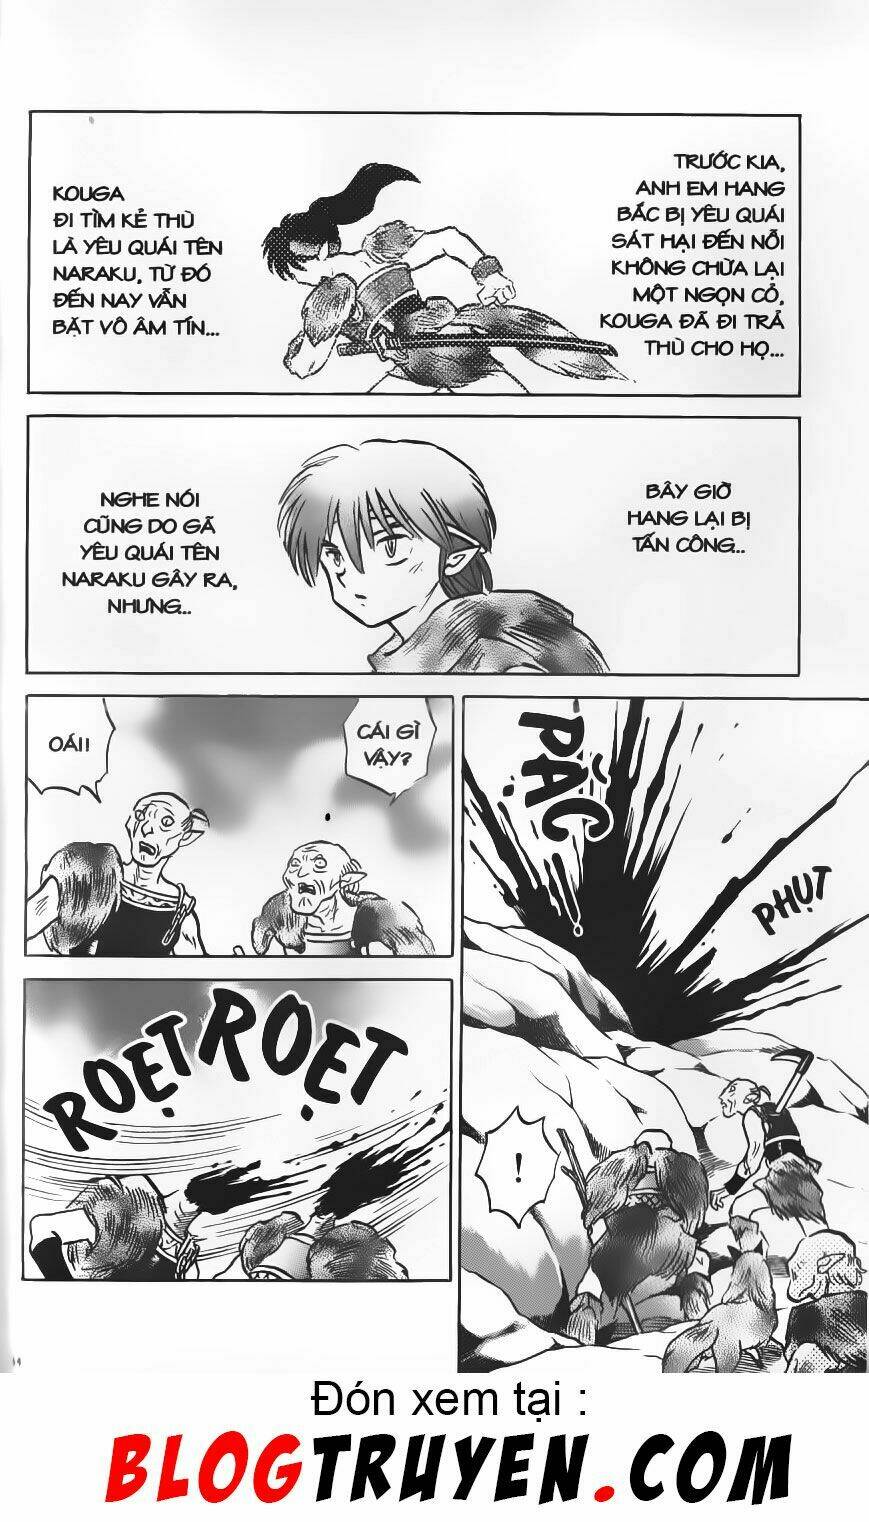 TRƯỚC KIA,
ANH EM HANG
BẮC BỊ YÊU QUÁI
SÁT HẠI ĐẾN NỖI
KHÔNG CHỪA LẠI
MỘT NGỌN CỎ,
KOUGA ĐÃ ĐI TRẢ
THÙ CHO HỌ...
KOUGA
ĐI TÌM KẺ THÙ
LÀ YÊU QUÁI TÊN
NARAKU, TỪ ĐÓ
ĐẾN NAY VẪN
BẶT VÔ ÂM TÍN...
BÂY GIỜ
HANG LẠI BỊ
TẤN CÔNG...
NGHE NÓI
CŨNG DO GÃ
YÊU QUÁI TÊN
NARAKU GÂY RA,
NHƯNG...
PẶC
PHỤT
!
CÁI GÌ
VẬY?
OÁI!
ROẸT ROẸT
Đón xem tại :
BLOGTRUYEN.COM